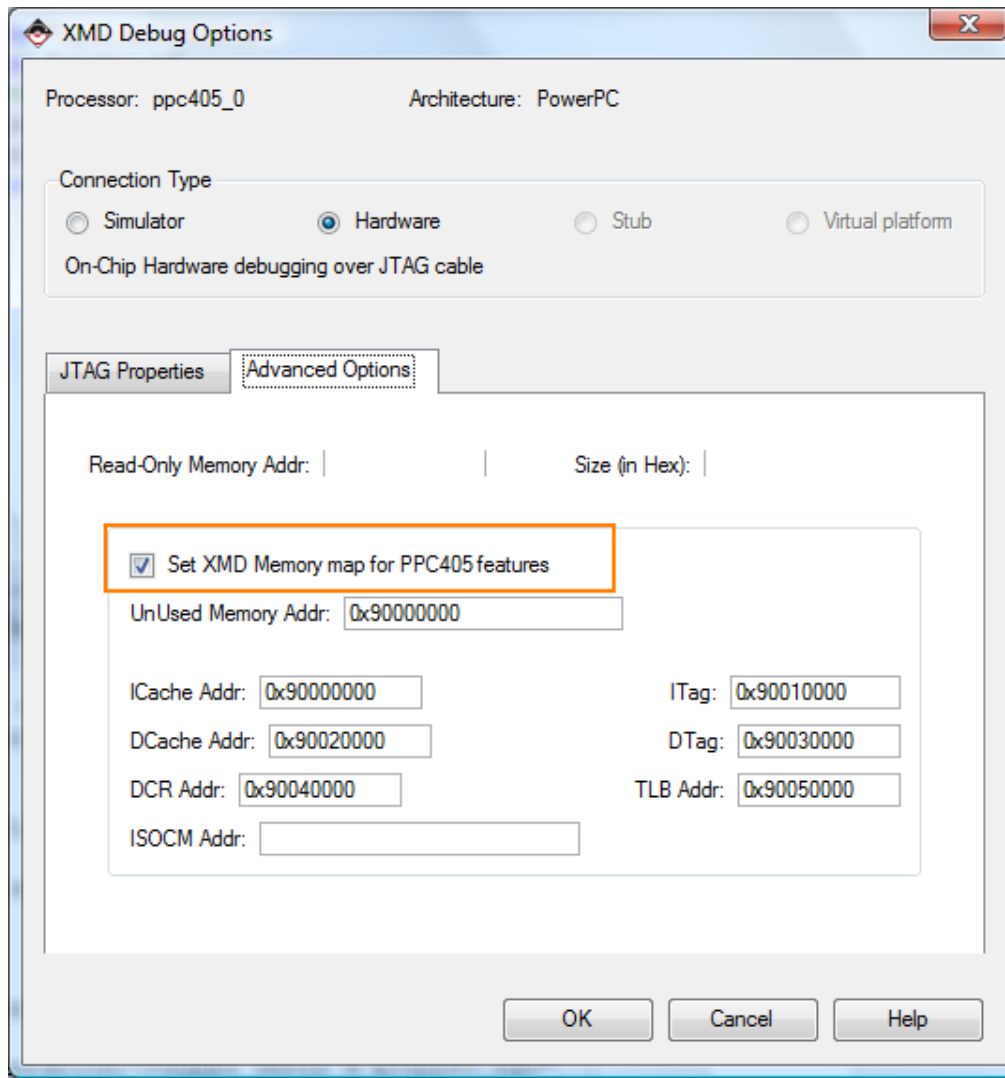 XMD Debug Options
Processor: ppc405_0 Architecture: PowerPC
Connection Type
Simulator Hardware Stub Virtual platform
On-Chip Hardware debugging over JTAG cable
JTAG Properties Advanced Options
Read-Only Memory Addr: Size (in Hex):
Set XMD Memory map for PPC405 features
UnUsed Memory Addr: 0x90000000
ICache Addr: 0x90000000 ITag: 0x90010000
DCache Addr: 0x90020000 DTag: 0x90030000
DCR Addr: 0x90040000 TLB Addr: 0x90050000
ISOCM Addr:
OK Cancel Help